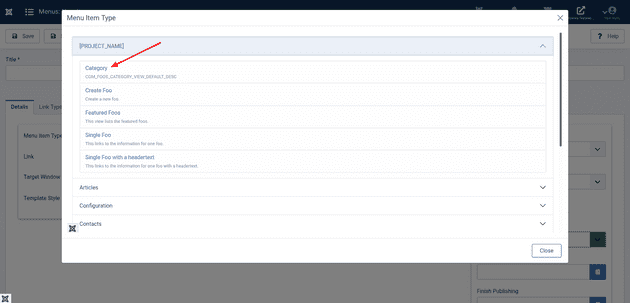 Menus:
Menu Item Type
Save
Help
[PROJECT_NAME]
Title *
Category
COM_FOOS_CATEGORY_VIEW_DEFAULT_DESC
Create Foo
Create a new foo.
Featured Foos
This view lists the featured foos.
Details
Link Type
Single Foo
This links to the information for one foo.
Menu Item Type
Single Foo with a headertext
This links to the information for one foo with a headertext.
Link
Target Window
Articles
Template Style
Configuration
Contacts
Close
Finish Publishing